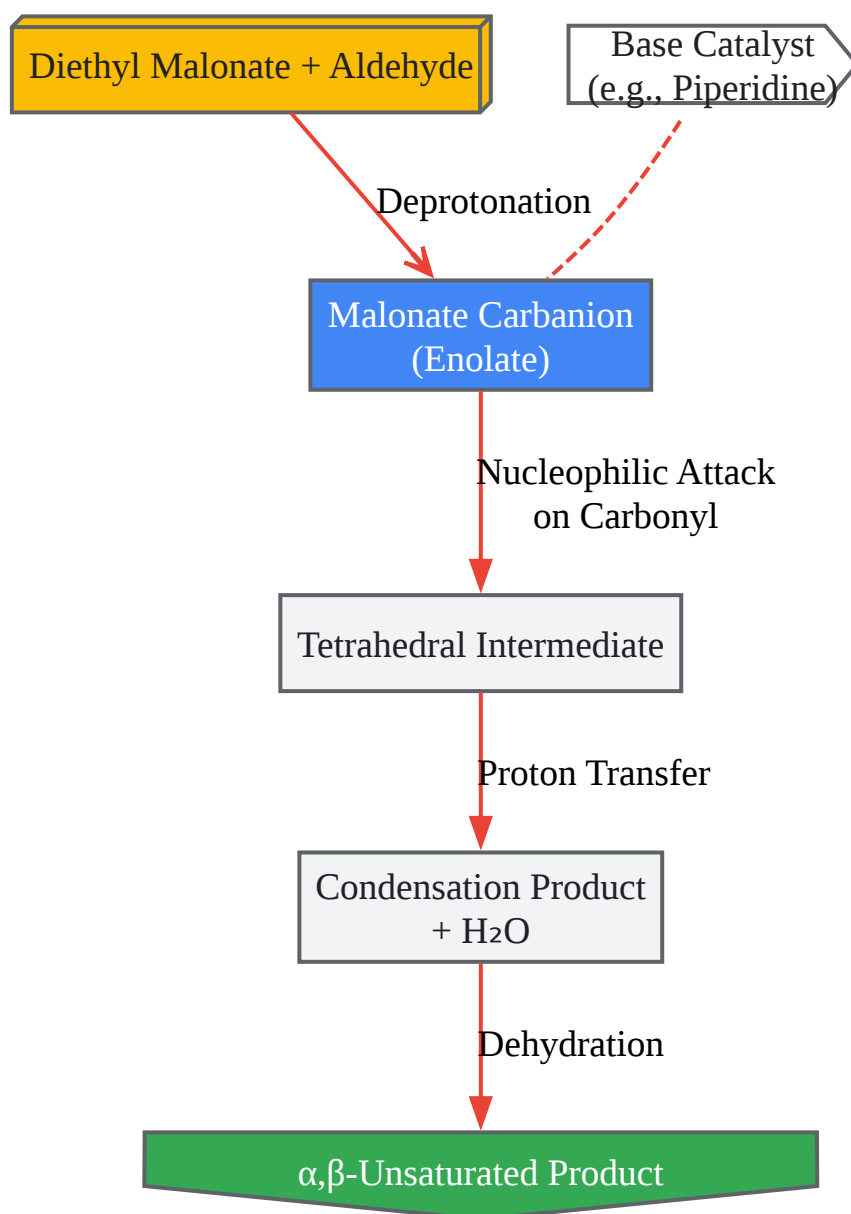 Diethyl Malonate + Aldehyde
Base Catalyst
(e.g., Piperidine)
Deprotonation
Malonate Carbanion
(Enolate)
Nucleophilic Attack
on Carbonyl
Tetrahedral Intermediate
Proton Transfer
Condensation Product
+ H₂O
Dehydration
α,β-Unsaturated Product